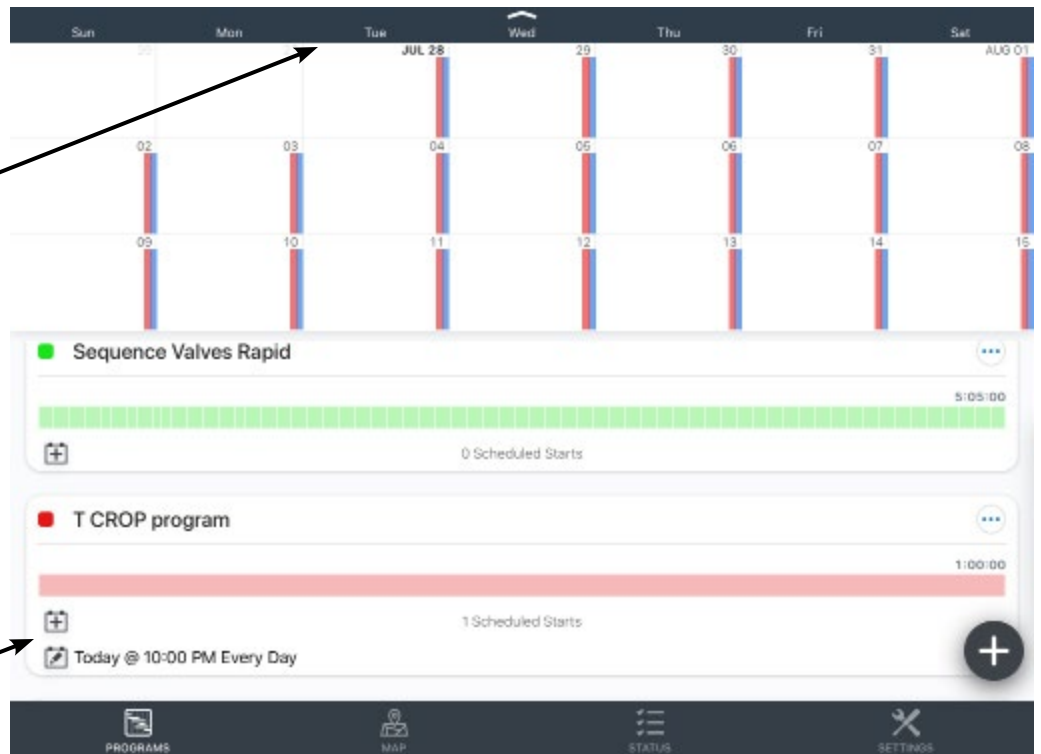 Sun Mon Tue Wed Thu Fri Sat
JUL 28 29 30 31 AUG 01
02 03 04 05 06 07 08
09 10 11 12 13 14 15
Sequence Valves Rapid
5:05:00
0 Scheduled Starts
T CROP program
1:00:00
1 Scheduled Starts
Today @ 10:00 PM Every Day
PROGRAMS MAP STATUS SETTINGS